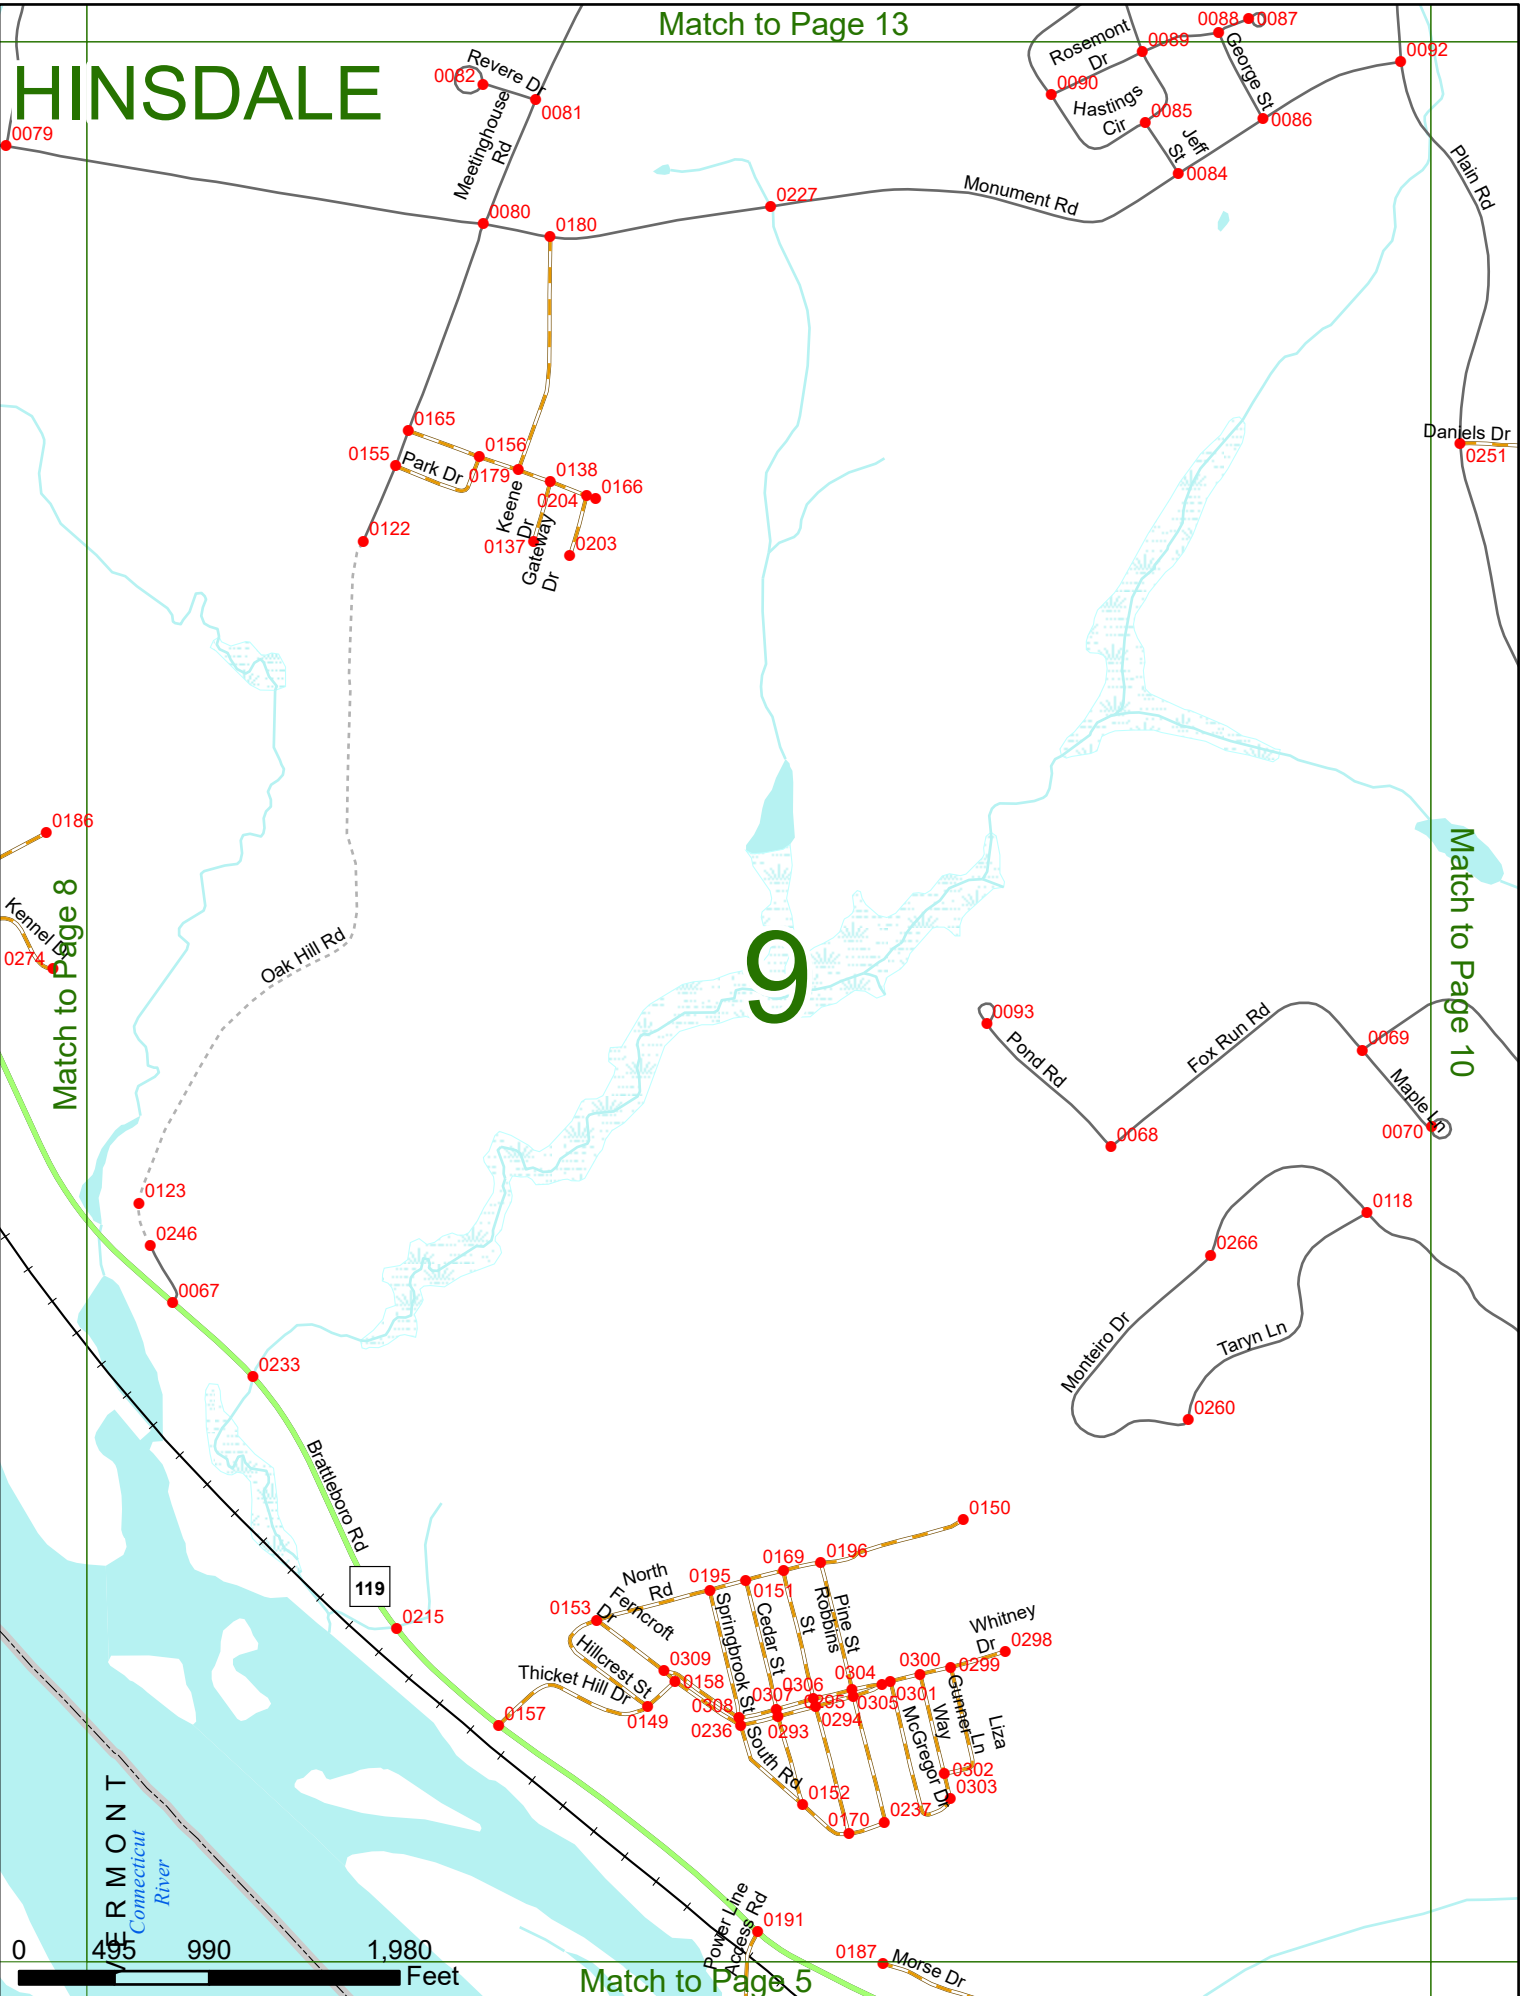 Match to Page 13
HINSDALE
0088
0087
0089
0092
Rosemont
Dr
George St
0090
0082
Revere Dr
0081
Hastings
Cir
0085
0086
Jeff
St
0084
0079
Meetinghouse
Rd
Plain Rd
0080
0180
0227
Monument Rd
0165
0155
Park Dr
0156
0179
0138
0204
0166
Keene
Dr
0137
Gateway
Dr
0203
0122
Daniels Dr
0251
0186
Match to Page 8
Kennel Dr
0274
Oak Hill Rd
9
Match to Page 10
0093
Pond Rd
Fox Run Rd
0069
Maple Ln
0068
0070
0123
0246
0067
0118
0266
Monteiro Dr
Taryn Ln
0233
0260
Brattleboro Rd
119
0215
0150
0169
0196
North
Rd
0195
0151
0153
Ferncroft
Dr
Springbrook St
Cedar St
Robbins
St
Pine St
Whitney
Dr
0298
Hillcrest St
0309
0158
0304
0300
0299
Thicket Hill Dr
0306
0307
0295
0305
0301
0149
0308
0157
0236
0293
0294
South Rd
McGregor Dr
Gunner
Way
Liza
Ln
0302
0303
0152
0170
0237
VERMONT
Connecticut
River
Power Line
Access Rd
0191
0187
Morse Dr
0
495
990
1,980
Feet
Match to Page 5